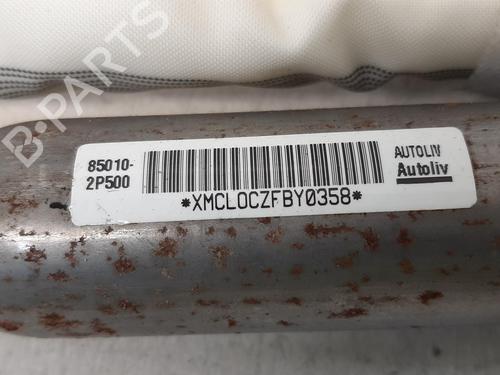 B-PARTS
85010-
2P500
AUTOLIV
Autoliv
*XMCLOCZFBY0358*